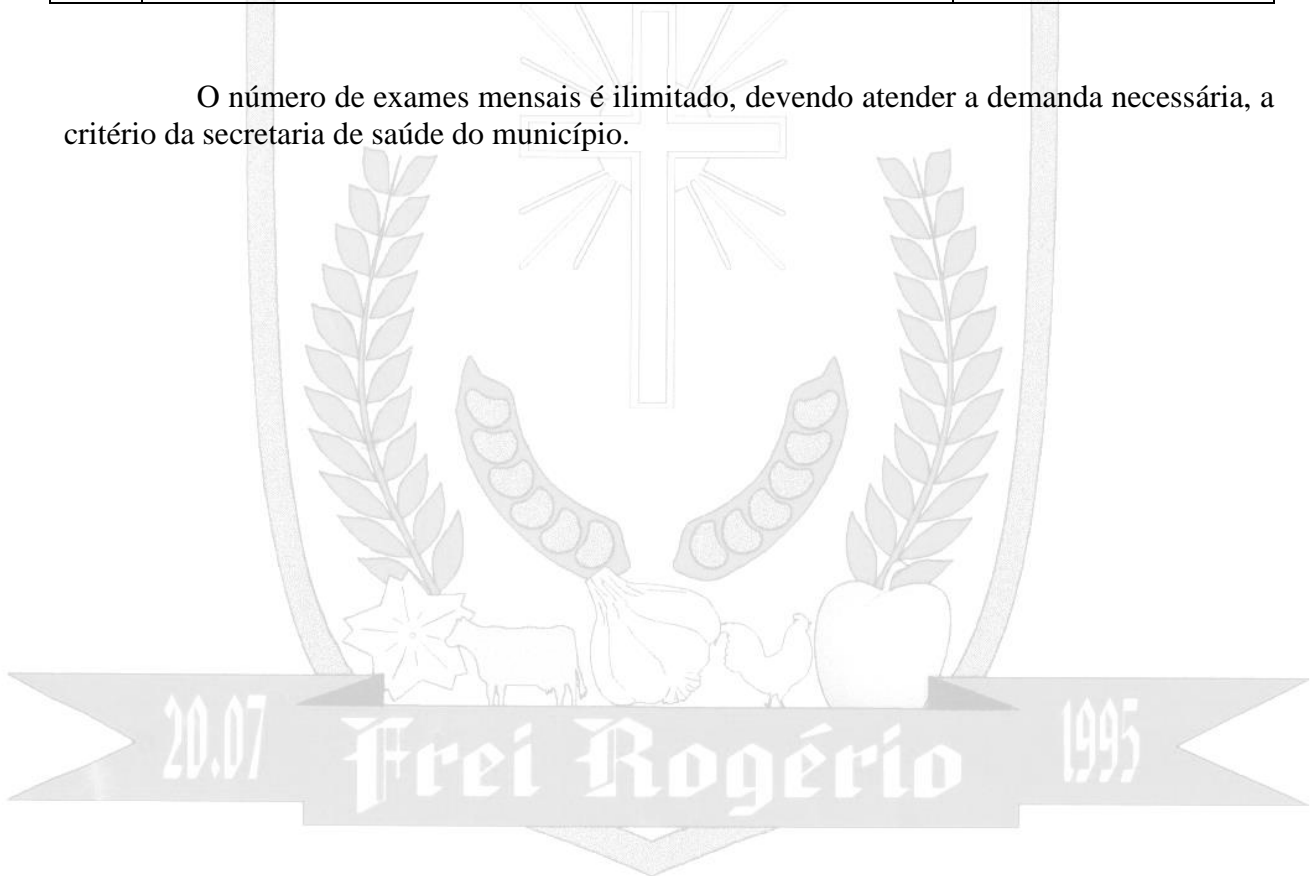 O número de exames mensais é ilimitado, devendo atender a demanda necessária, a
critério da secretaria de saúde do município.
20.07 Frei Rogério 1995